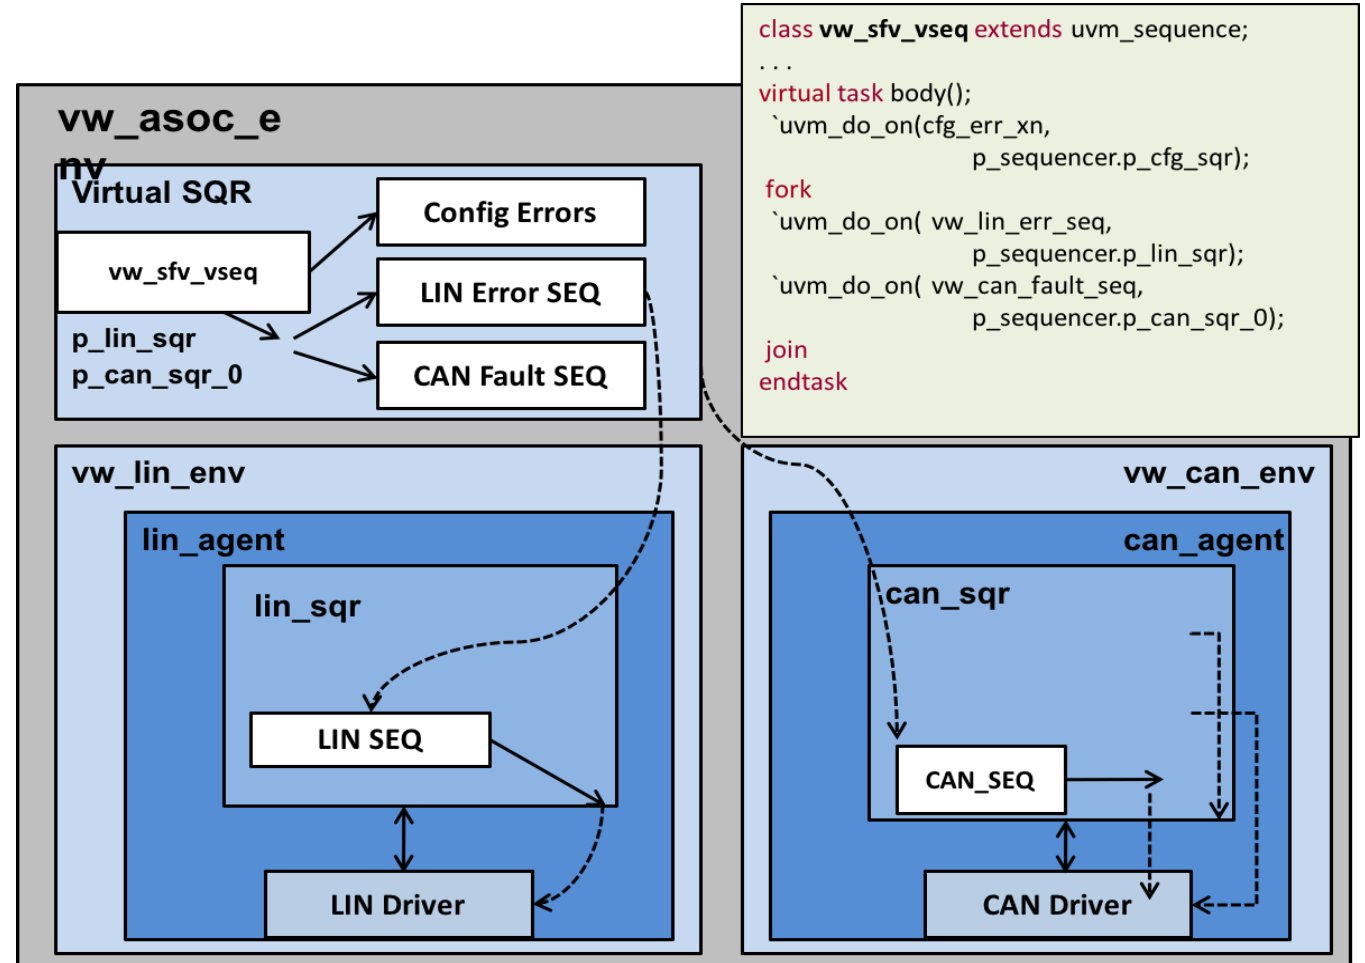 class vw_sfv_vseq extends uvm_sequence;
. . .
virtual task body();
`uvm_do_on(cfg_err_xn,
p_sequencer.p_cfg_sqr);
fork
`uvm_do_on( vw_lin_err_seq,
p_sequencer.p_lin_sqr);
`uvm_do_on( vw_can_fault_seq,
p_sequencer.p_can_sqr_0);
join
endtask
vw_asoc_e
nv
Virtual SQR
vw_sfv_vseq
p_lin_sqr
p_can_sqr_0
Config Errors
LIN Error SEQ
CAN Fault SEQ
vw_lin_env
lin_agent
lin_sqr
LIN SEQ
LIN Driver
vw_can_env
can_agent
can_sqr
CAN_SEQ
CAN Driver